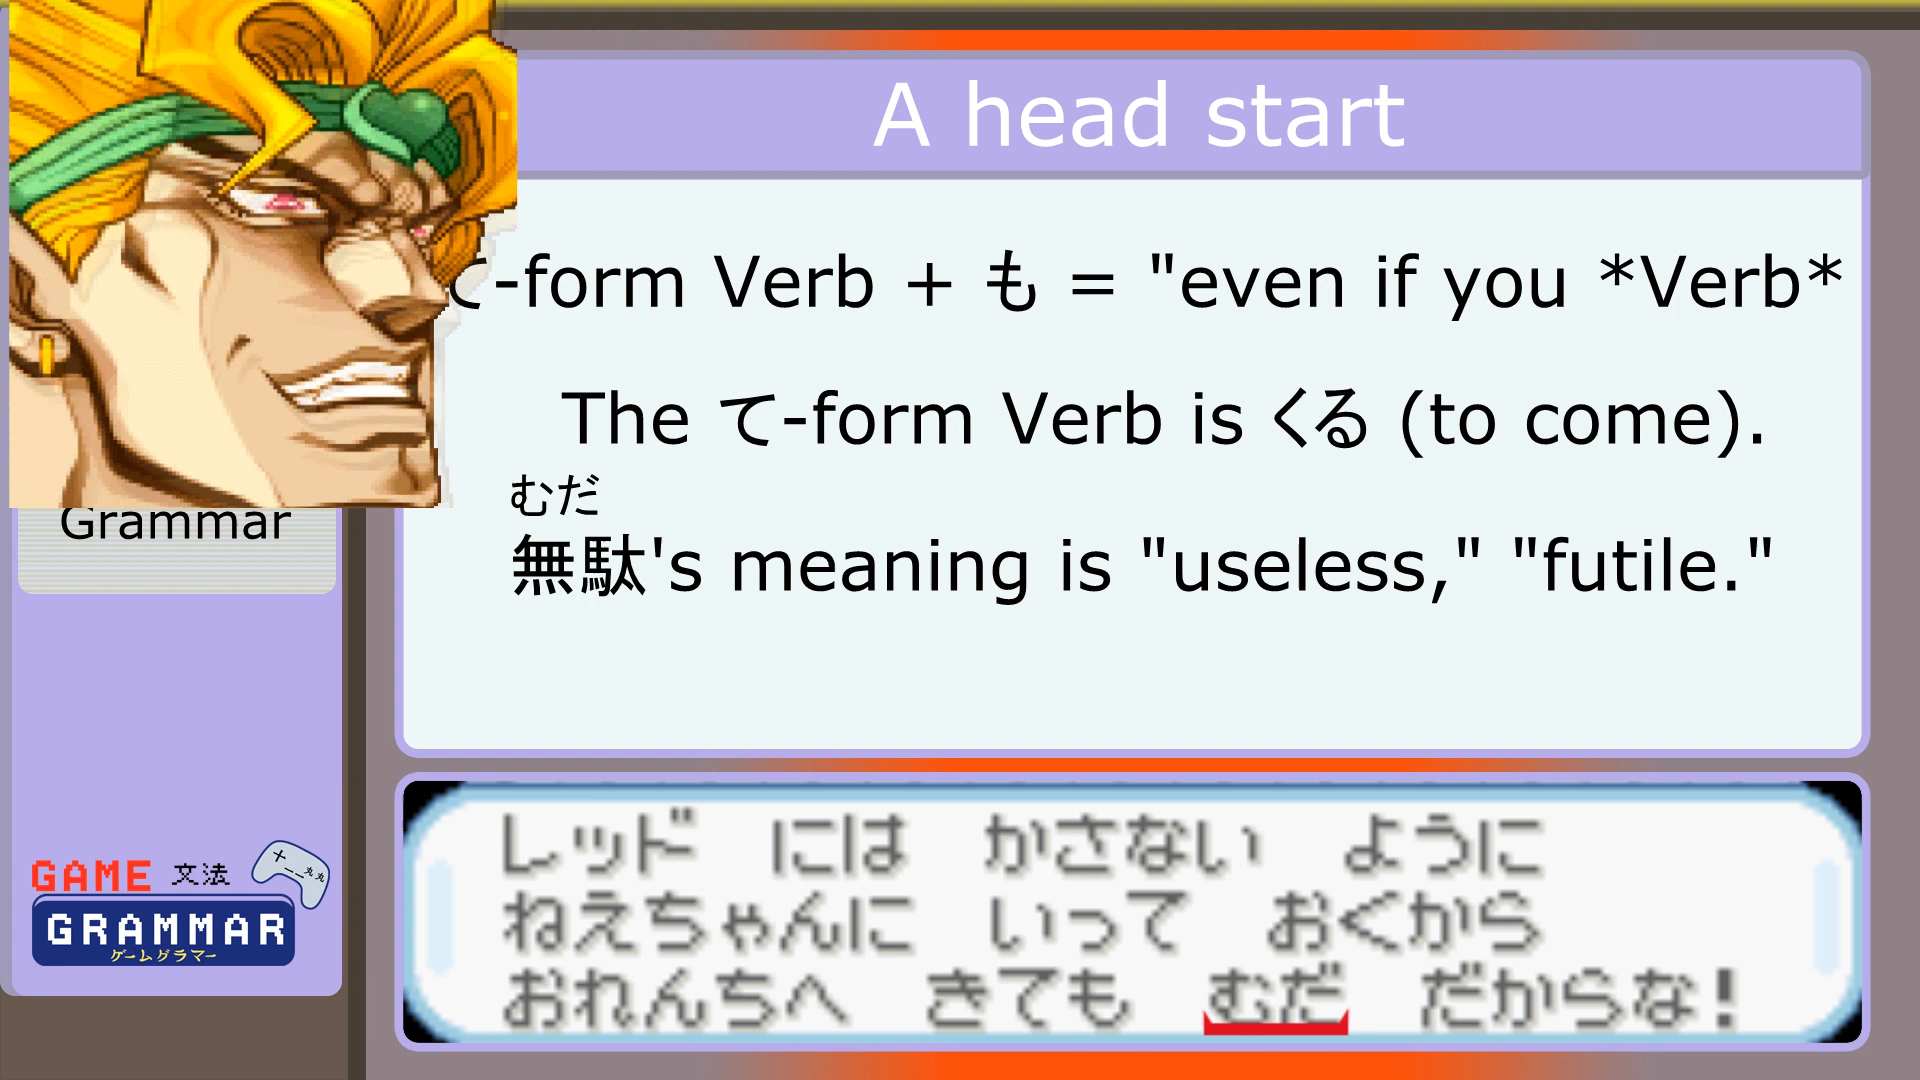 A head start
て-form Verb + も = "even if you *Verb*
The て-form Verb is くる (to come).
むだ
無駄's meaning is "useless," "futile."
Grammar
レッド には かさない ように
ねえちゃんに いって おくから
おれんちへ きても むだ だからな!
GAME 文法
GRAMMAR
ゲームグラマー